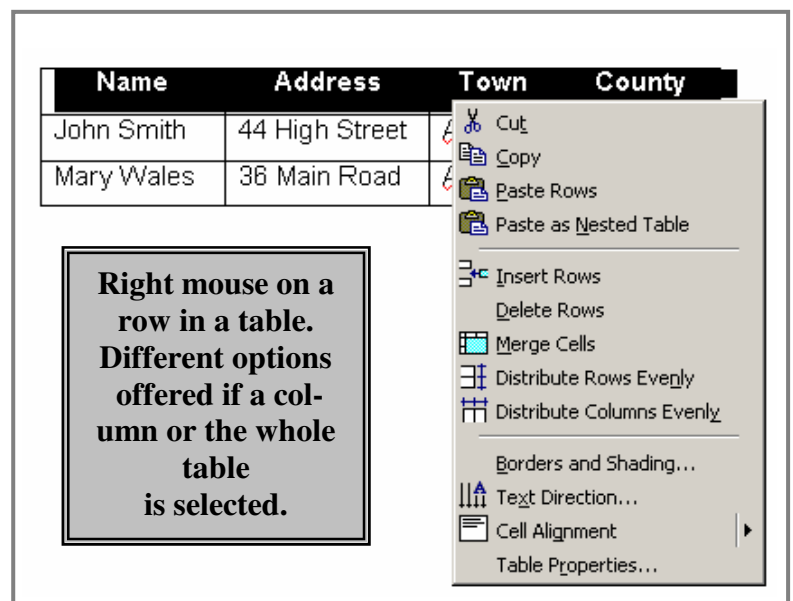 Name Address Town County
John Smith 44 High Street A
Mary Wales 36 Main Road A
Cut
Copy
Paste Rows
Paste as Nested Table
Insert Rows
Delete Rows
Merge Cells
Distribute Rows Evenly
Distribute Columns Evenly
Borders and Shading...
Text Direction...
Cell Alignment
Table Properties...
Right mouse on a
row in a table.
Different options
offered if a col-
umn or the whole
table
is selected.